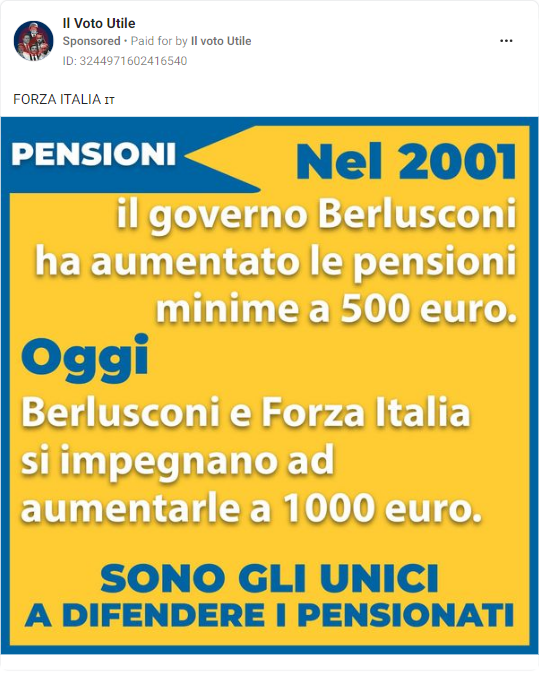 Il Voto Utile
Sponsored • Paid for by Il voto Utile
ID: 3244971602416540
FORZA ITALIA 🇮🇹
PENSIONI
Nel 2001
il governo Berlusconi
ha aumentato le pensioni
minime a 500 euro.
Oggi
Berlusconi e Forza Italia
si impegnano ad
aumentarle a 1000 euro.
SONO GLI UNICI
A DIFENDERE I PENSIONATI